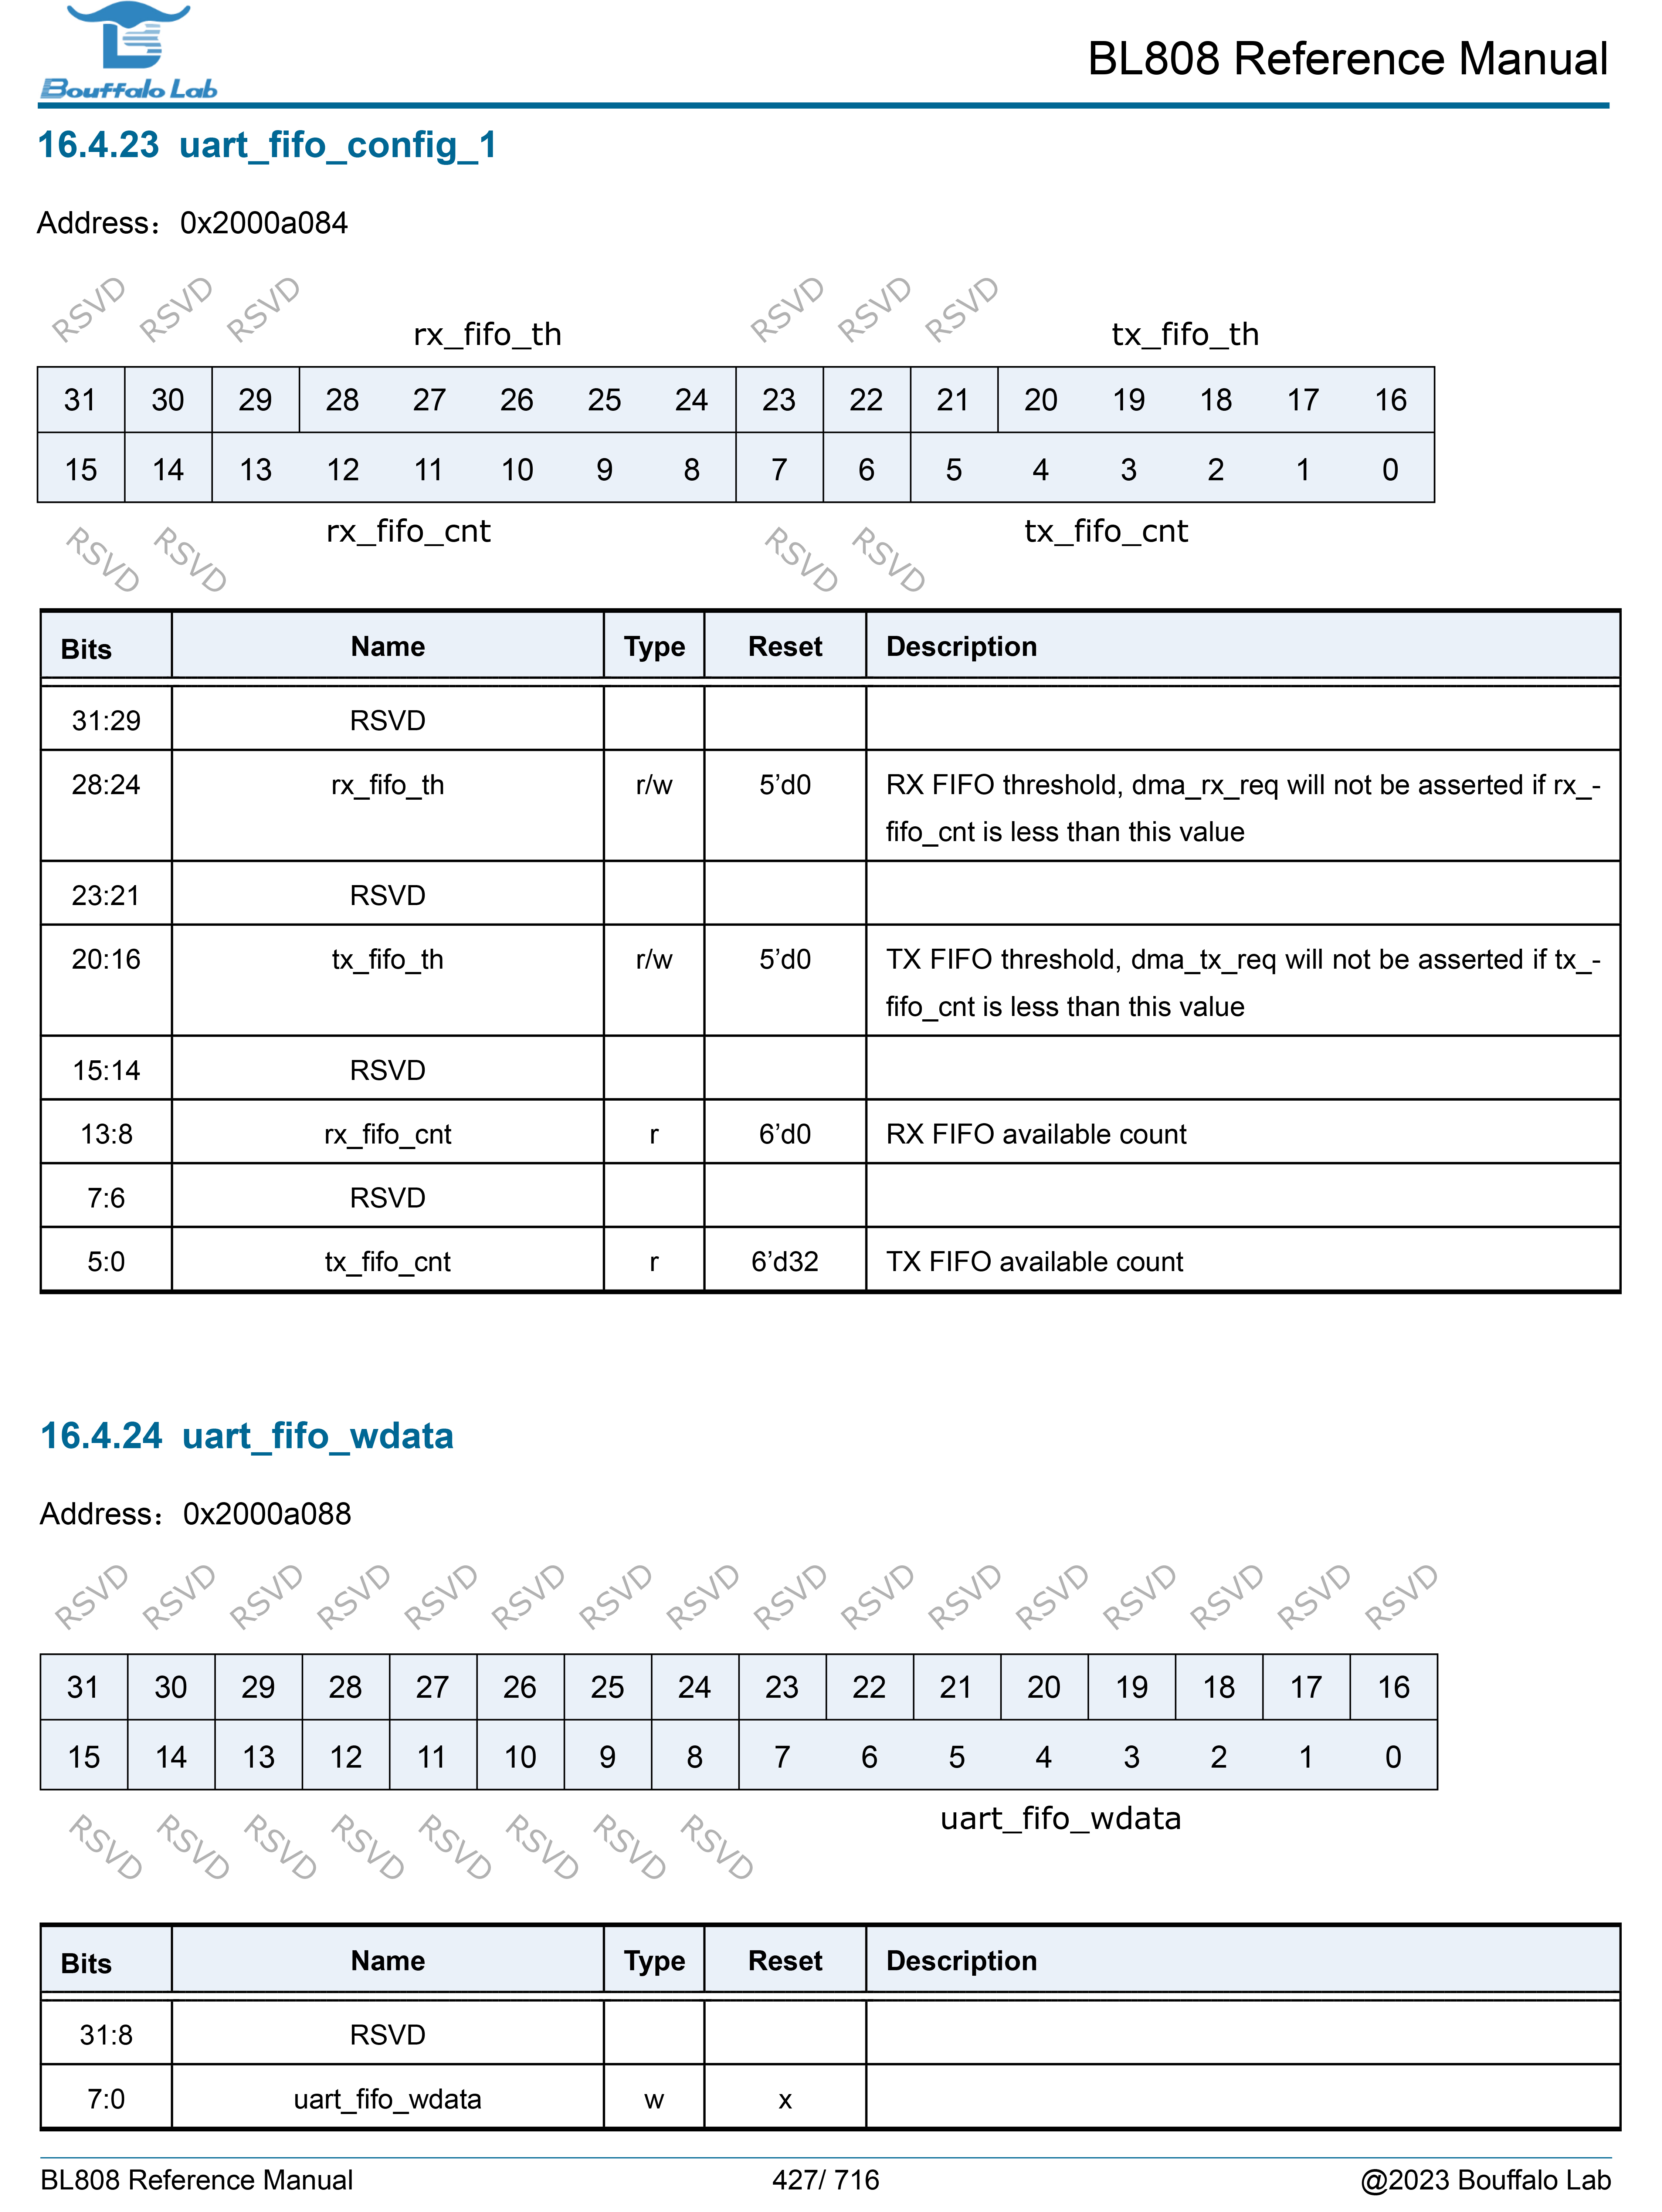 Bouffalo Lab
BL808 Reference Manual
16.4.23 uart_fifo_config_1
Address：0x2000a084
RSVD RSVD RSVD rx_fifo_th RSVD RSVD RSVD tx_fifo_th
31 30 29 28 27 26 25 24 23 22 21 20 19 18 17 16
15 14 13 12 11 10 9 8 7 6 5 4 3 2 1 0
RSVD RSVD rx_fifo_cnt RSVD RSVD tx_fifo_cnt
Bits Name Type Reset Description
31:29 RSVD
28:24 rx_fifo_th r/w 5’d0 RX FIFO threshold, dma_rx_req will not be asserted if rx_-
fifo_cnt is less than this value
23:21 RSVD
20:16 tx_fifo_th r/w 5’d0 TX FIFO threshold, dma_tx_req will not be asserted if tx_-
fifo_cnt is less than this value
15:14 RSVD
13:8 rx_fifo_cnt r 6’d0 RX FIFO available count
7:6 RSVD
5:0 tx_fifo_cnt r 6’d32 TX FIFO available count
16.4.24 uart_fifo_wdata
Address：0x2000a088
RSVD RSVD RSVD RSVD RSVD RSVD RSVD RSVD RSVD RSVD RSVD RSVD RSVD RSVD RSVD RSVD
31 30 29 28 27 26 25 24 23 22 21 20 19 18 17 16
15 14 13 12 11 10 9 8 7 6 5 4 3 2 1 0
RSVD RSVD RSVD RSVD RSVD RSVD RSVD RSVD uart_fifo_wdata
Bits Name Type Reset Description
31:8 RSVD
7:0 uart_fifo_wdata w x
BL808 Reference Manual 427/ 716 @2023 Bouffalo Lab